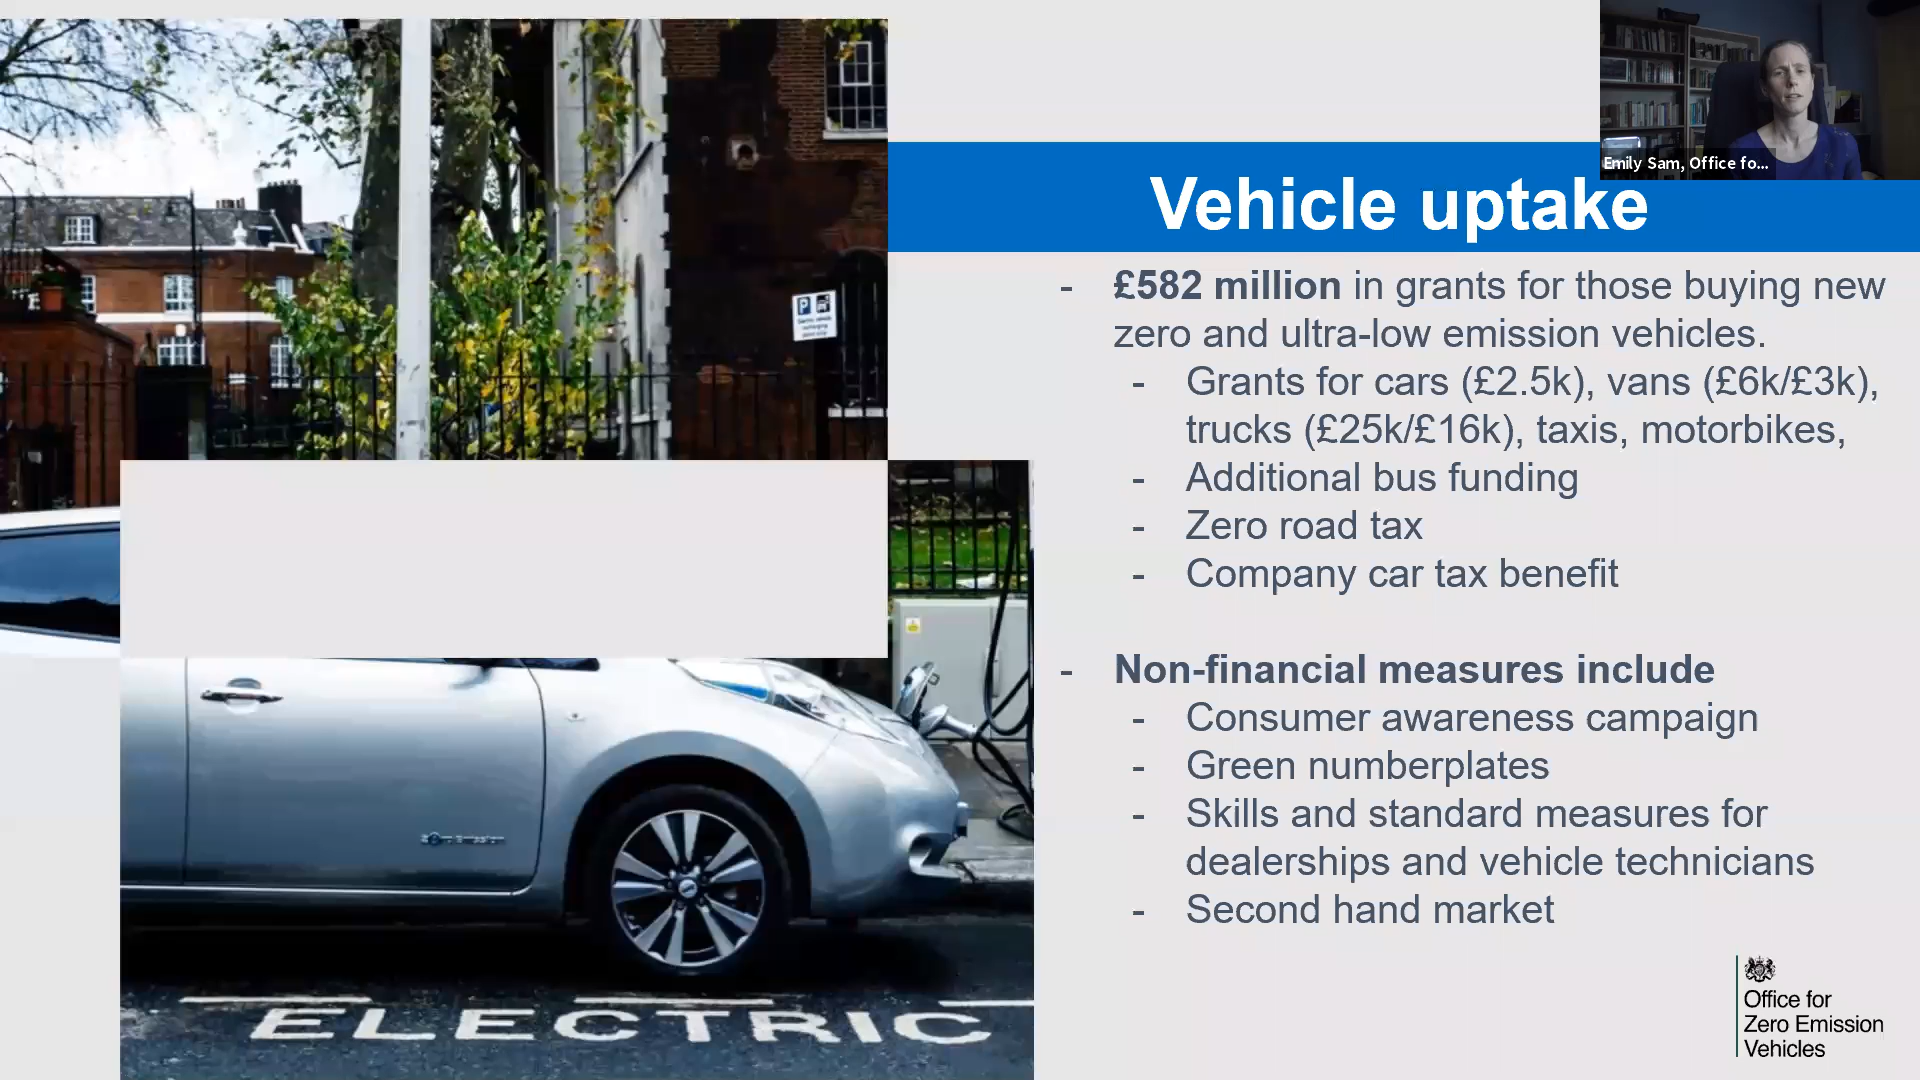 Emily Sam, Office fo...
Vehicle uptake
- £582 million in grants for those buying new
zero and ultra-low emission vehicles.
- Grants for cars (£2.5k), vans (£6k/£3k),
trucks (£25k/£16k), taxis, motorbikes,
- Additional bus funding
- Zero road tax
- Company car tax benefit
- Non-financial measures include
- Consumer awareness campaign
- Green numberplates
- Skills and standard measures for
dealerships and vehicle technicians
- Second hand market
P
Zero Emission
ELECTRIC
Office for
Zero Emission
Vehicles